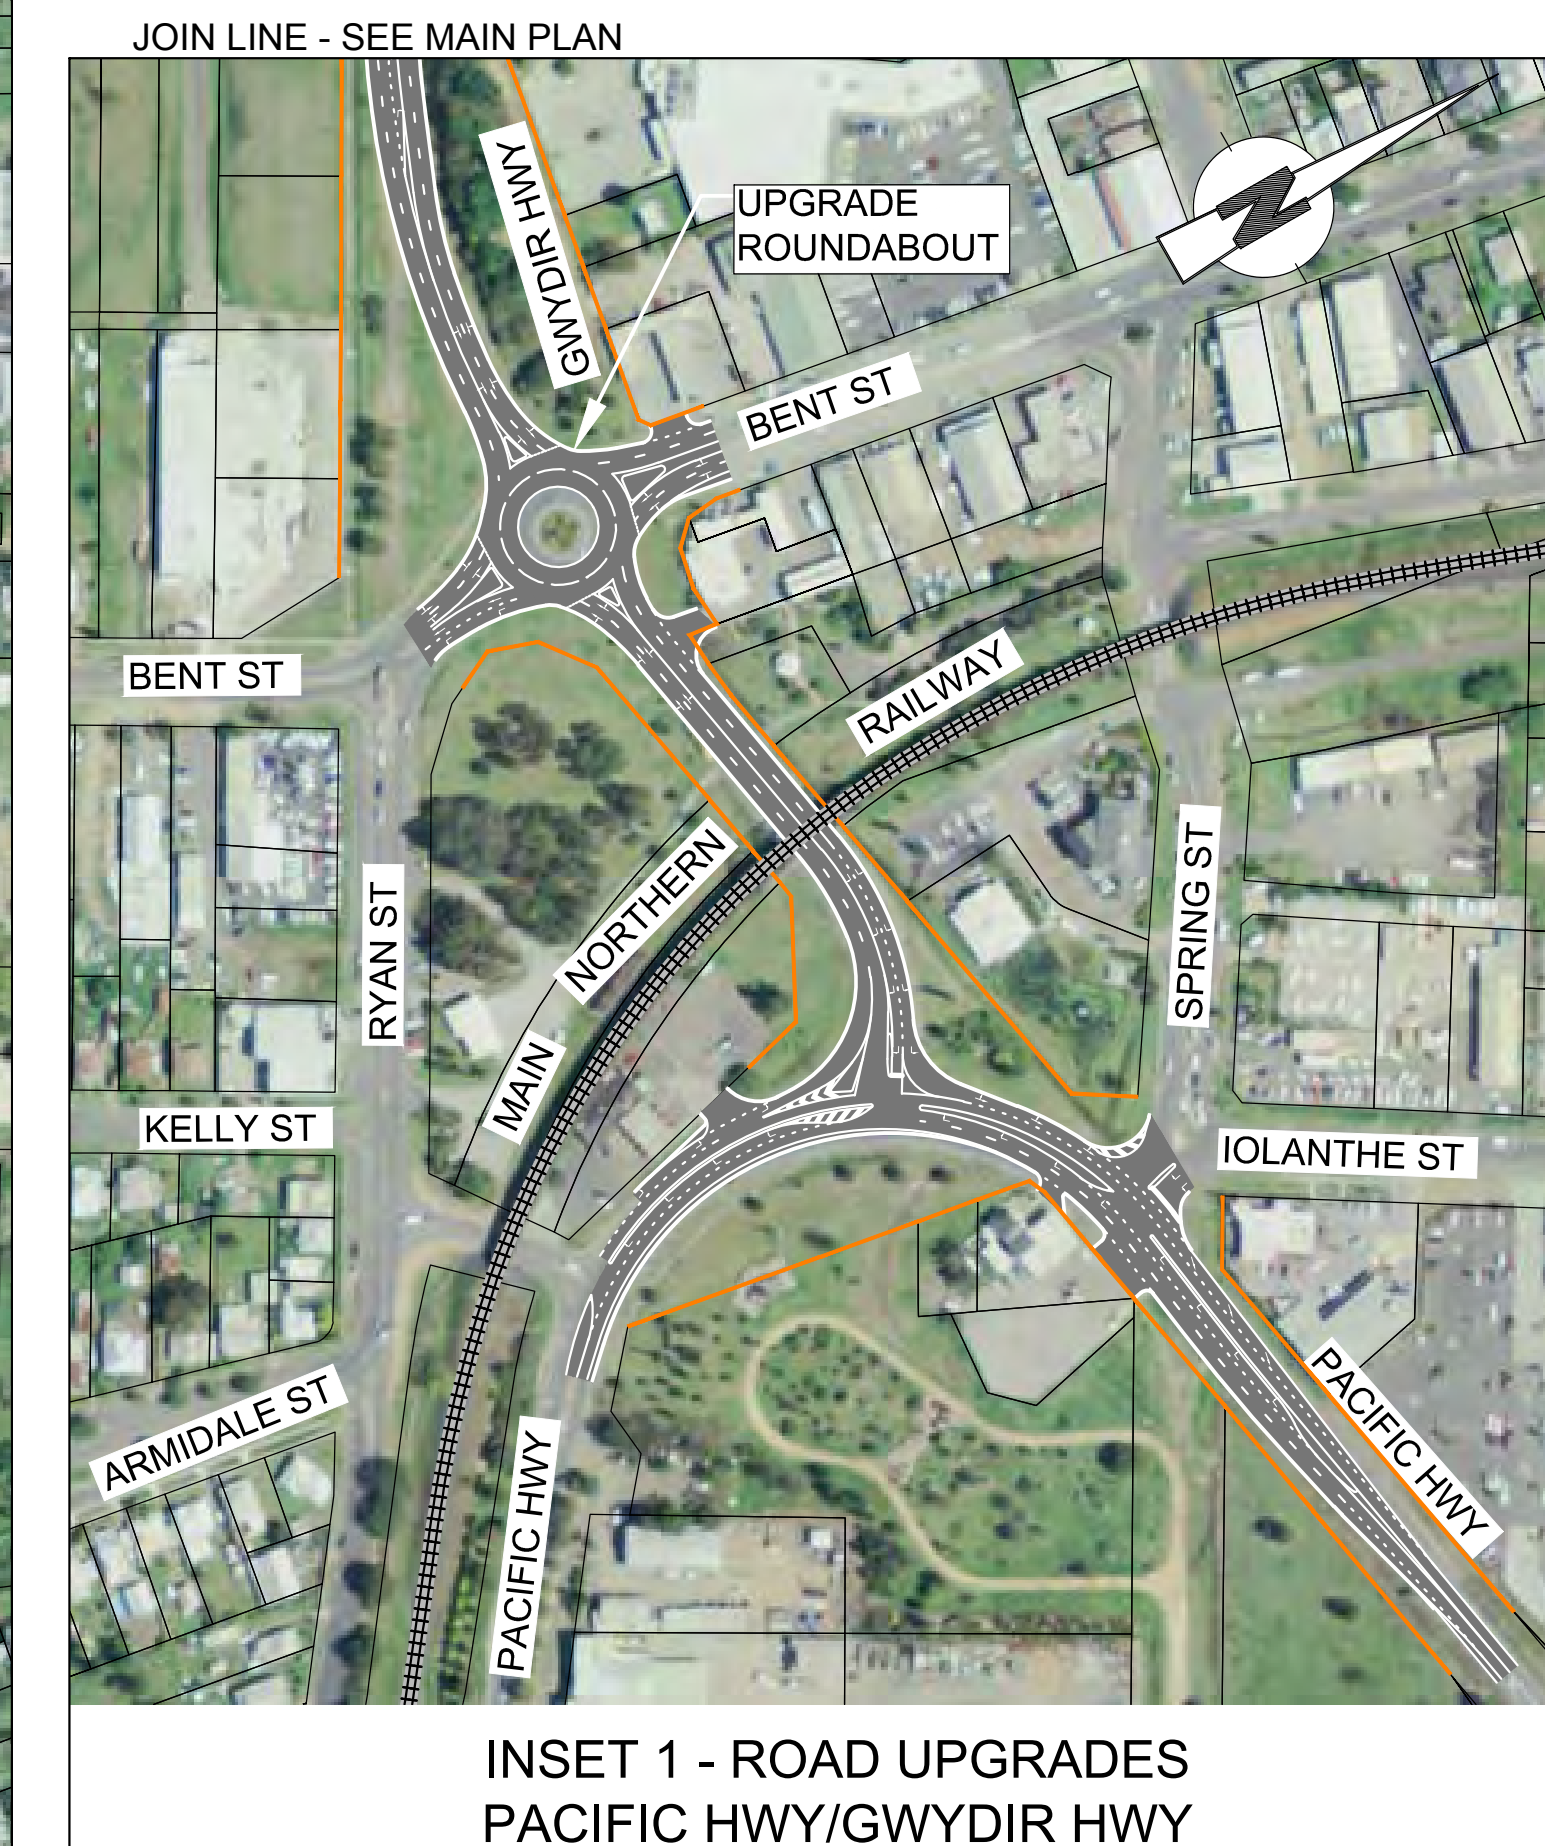 JOIN LINE - SEE MAIN PLAN
GWYDIR HWY
UPGRADE
ROUNDABOUT
N
BENT ST
BENT ST
RAILWAY
NORTHERN
MAIN
RYAN ST
SPRING ST
KELLY ST
IOLANTHE ST
ARMIDALE ST
PACIFIC HWY
PACIFIC HWY
INSET 1 - ROAD UPGRADES
PACIFIC HWY/GWYDIR HWY